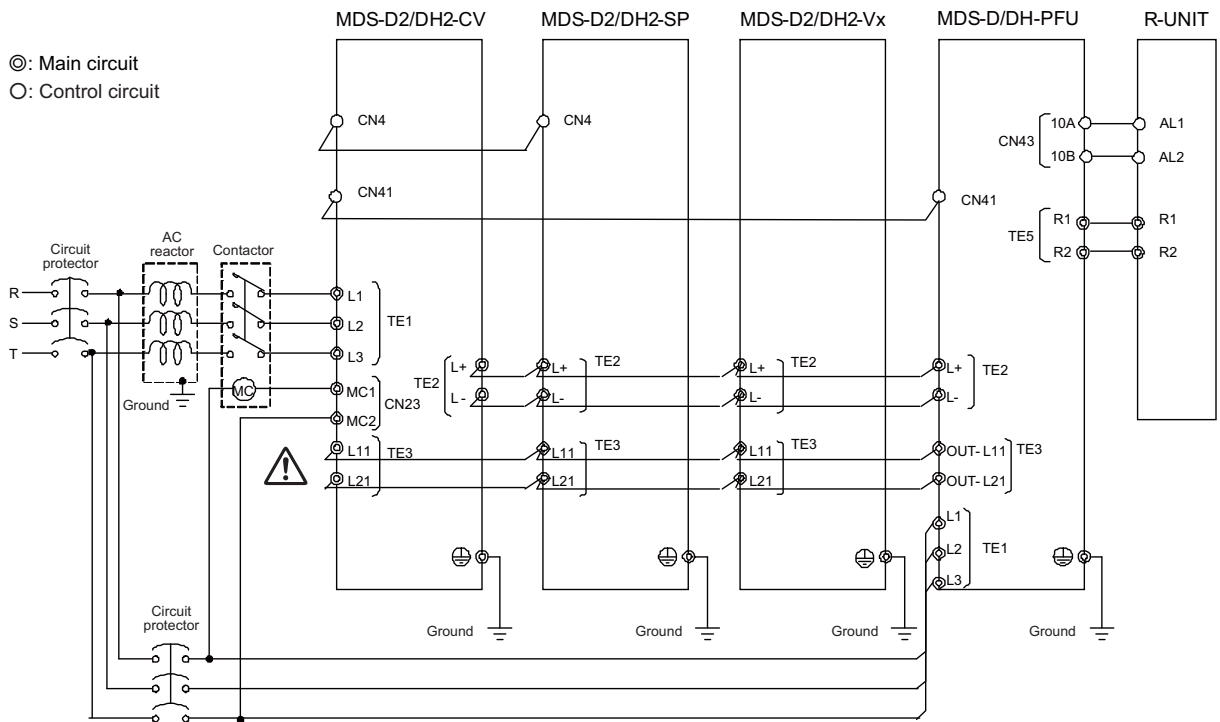 MDS-D2/DH2-CV MDS-D2/DH2-SP MDS-D2/DH2-Vx MDS-D/DH-PFU R-UNIT
◎: Main circuit
○: Control circuit
CN4 CN4
10A AL1
CN43
10B AL2
CN41 CN41
R1 R1
TE5
R2 R2
Circuit
protector
AC
reactor
Contactor
R L1
S L2 TE1
T L3
L+ L+ TE2 L+ TE2 L+ TE2
TE2
L- L- L- L-
Ground MC MC1
CN23
MC2
L11 TE3 L11 TE3 L11 TE3 OUT-L11 TE3
L21 L21 L21 OUT-L21
L1
L2 TE1
L3
Ground Ground Ground Ground
Circuit
protector